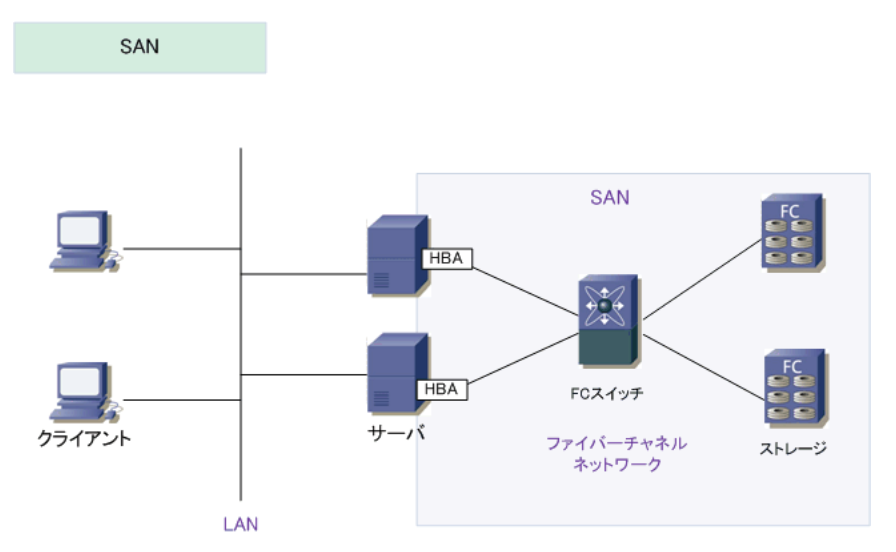 SAN
SAN
FC
HBA
HBA
FC
FCスイッチ
クライアント
サーバ
ファイバーチャネル
ネットワーク
ストレージ
LAN